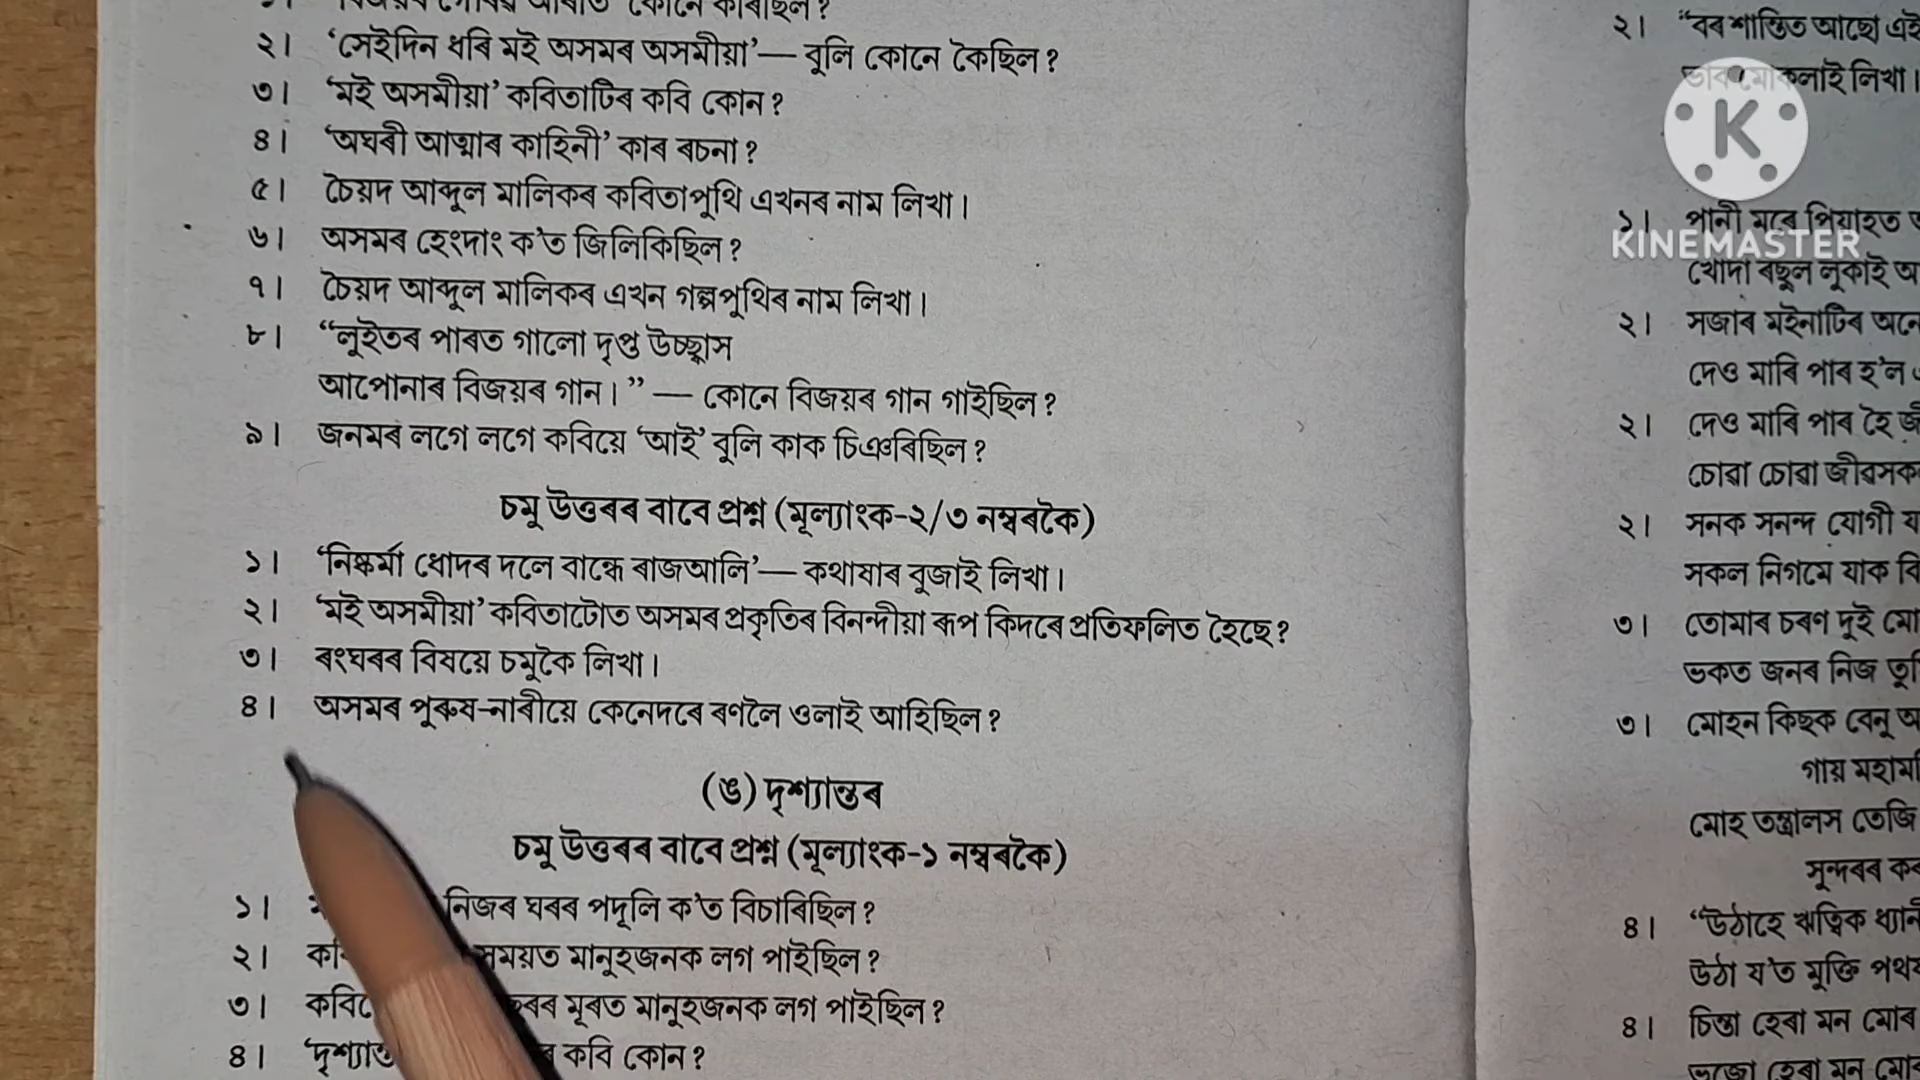 ২। ‘সেইদিন ধৰি মই অসমৰ অসমীয়া’— বুলি কোনে কৈছিল?
৩। ‘মই অসমীয়া’ কবিতাটিৰ কবি কোন?
৪। ‘অঘৰী আত্মাৰ কাহিনী’ কাৰ ৰচনা?
৫। চৈয়দ আব্দুল মালিকৰ কবিতাপুথি এখনৰ নাম লিখা।
৬। অসমৰ হেংদাং ক’ত জিলিকিছিল?
৭। চৈয়দ আব্দুল মালিকৰ এখন গল্পপুথিৰ নাম লিখা।
৮। “লুইতৰ পাৰত গালো দৃপ্ত উচ্ছ্বাস
আপোনাৰ বিজয়ৰ গান।” — কোনে বিজয়ৰ গান গাইছিল?
৯। জনমৰ লগে লগে কবিয়ে ‘আই’ বুলি কাক চিঞৰিছিল?
চমু উত্তৰৰ বাবে প্ৰশ্ন (মূল্যাংক-২/৩ নম্বৰকৈ)
১। ‘নিষ্কৰ্মা ধোদৰ দলে বান্ধে ৰাজআলি’— কথাষাৰ বুজাই লিখা।
২। ‘মই অসমীয়া’ কবিতাটোত অসমৰ প্ৰকৃতিৰ বিনন্দীয়া ৰূপ কিদৰে প্ৰতিফলিত হৈছে?
৩। ৰংঘৰৰ বিষয়ে চমুকৈ লিখা।
৪। অসমৰ পুৰুষ-নাৰীয়ে কেনেদৰে ৰণলৈ ওলাই আহিছিল?
(ঙ) দৃশ্যান্তৰ
চমু উত্তৰৰ বাবে প্ৰশ্ন (মূল্যাংক-১ নম্বৰকৈ)
১। নিজৰ ঘৰৰ পদূলি ক’ত বিচাৰিছিল?
২। সময়ত মানুহজনক লগ পাইছিল?
৩। মূৰত মানুহজনক লগ পাইছিল?
৪। কবি কোন?
২। “বৰ শান্তিত আছো এই
লিখা।
KINEMASTER
১। পানী মৰে পিয়াহত
খোদা ৰছুল লুকাই
২। সজাৰ মইনাটিৰ
দেও মাৰি পাৰ হ’ল
২। দেও মাৰি পাৰ হৈ
চোৱা চোৱা
২। সনক সনন্দ যোগী
সকল নিগমে যাক
৩। তোমাৰ চৰণ দুই
ভকত জনৰ নিজ
৩। মোহন কিছক বেনু
গায়
মোহ তন্ত্ৰালস তেজি
সুন্দৰৰ
৪। “উঠাহে ঋত্বিক
উঠা য’ত মুক্তি
৪। চিন্তা হেৰা মন মোৰ
ভজো হেৰা মন